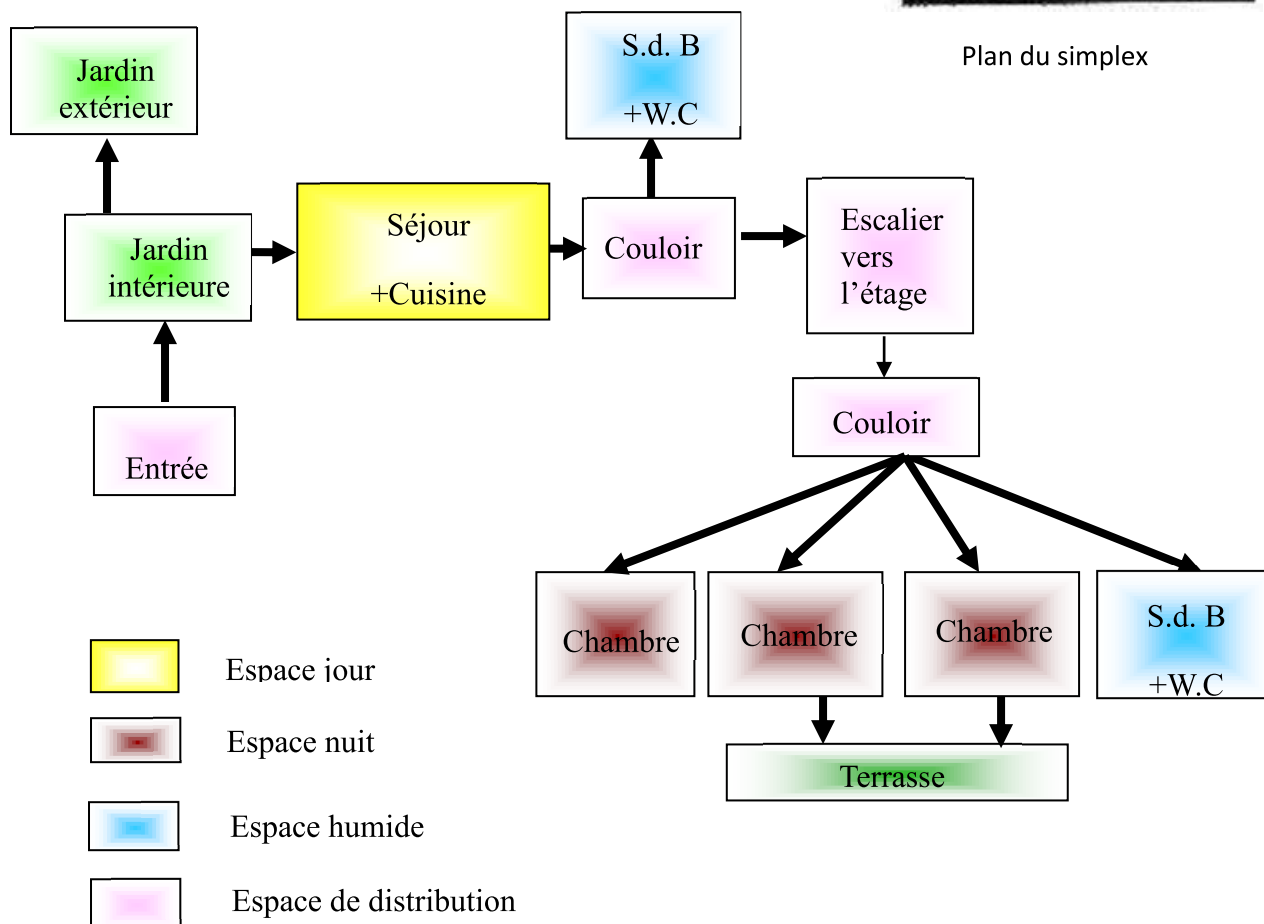 Plan du simplex
Jardin
extérieur
S.d. B
+W.C
Jardin
intérieure
Séjour
+Cuisine
Couloir
Escalier
vers
l’étage
Entrée
Couloir
Chambre
Chambre
Chambre
S.d. B
+W.C
Terrasse
Espace jour
Espace nuit
Espace humide
Espace de distribution